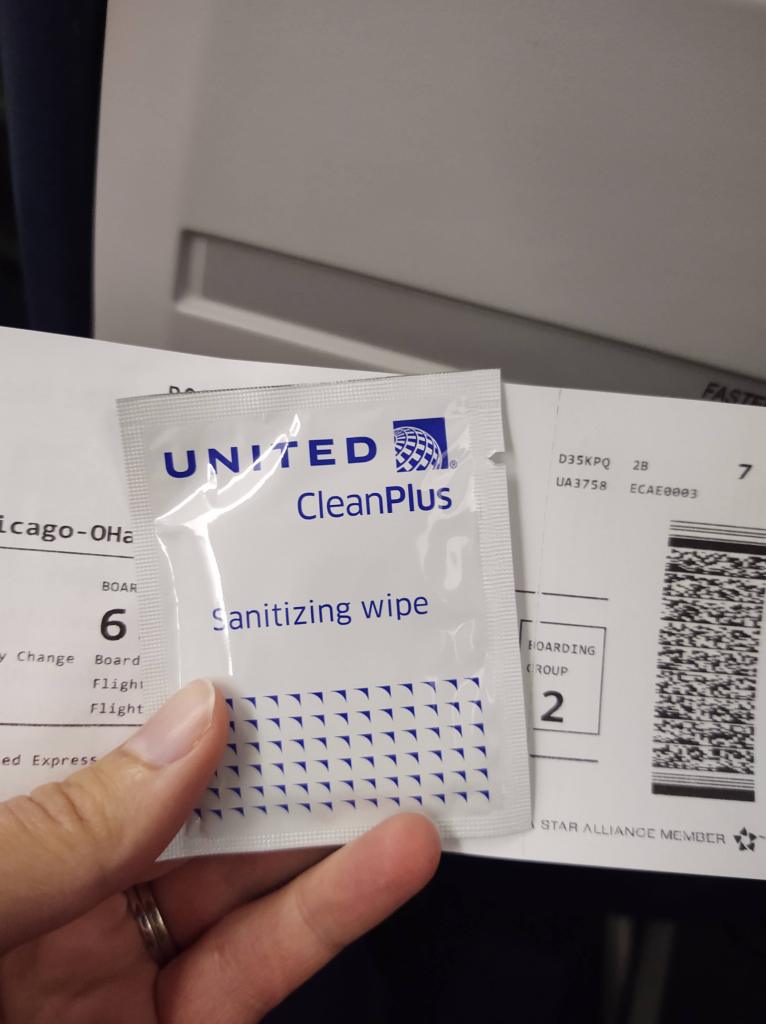 FASTE
icago-OHa
BOAR
6
y Change Board
Flight
Flight
ed Express
UNITED
CleanPlus
Sanitizing wipe
D35KPQ 2B 7
UA3758 ECAE0003
BOARDING
GROUP
2
STAR ALLIANCE MEMBER